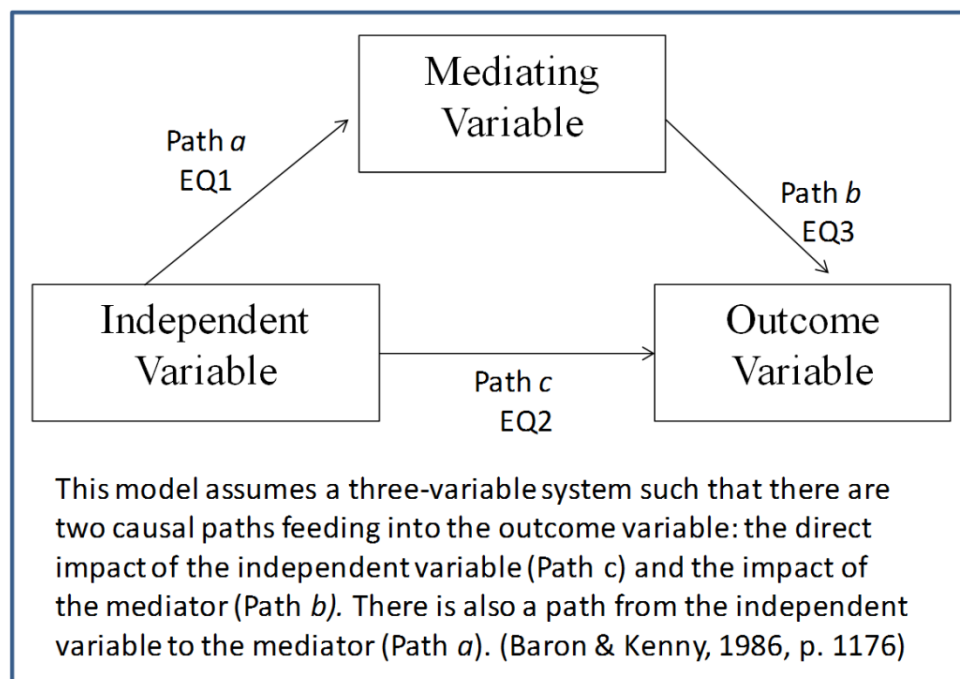 Mediating
Variable
Path a
EQ1
Path b
EQ3
Independent
Variable
Outcome
Variable
Path c
EQ2
This model assumes a three-variable system such that there are
two causal paths feeding into the outcome variable: the direct
impact of the independent variable (Path c) and the impact of
the mediator (Path b). There is also a path from the independent
variable to the mediator (Path a). (Baron & Kenny, 1986, p. 1176)